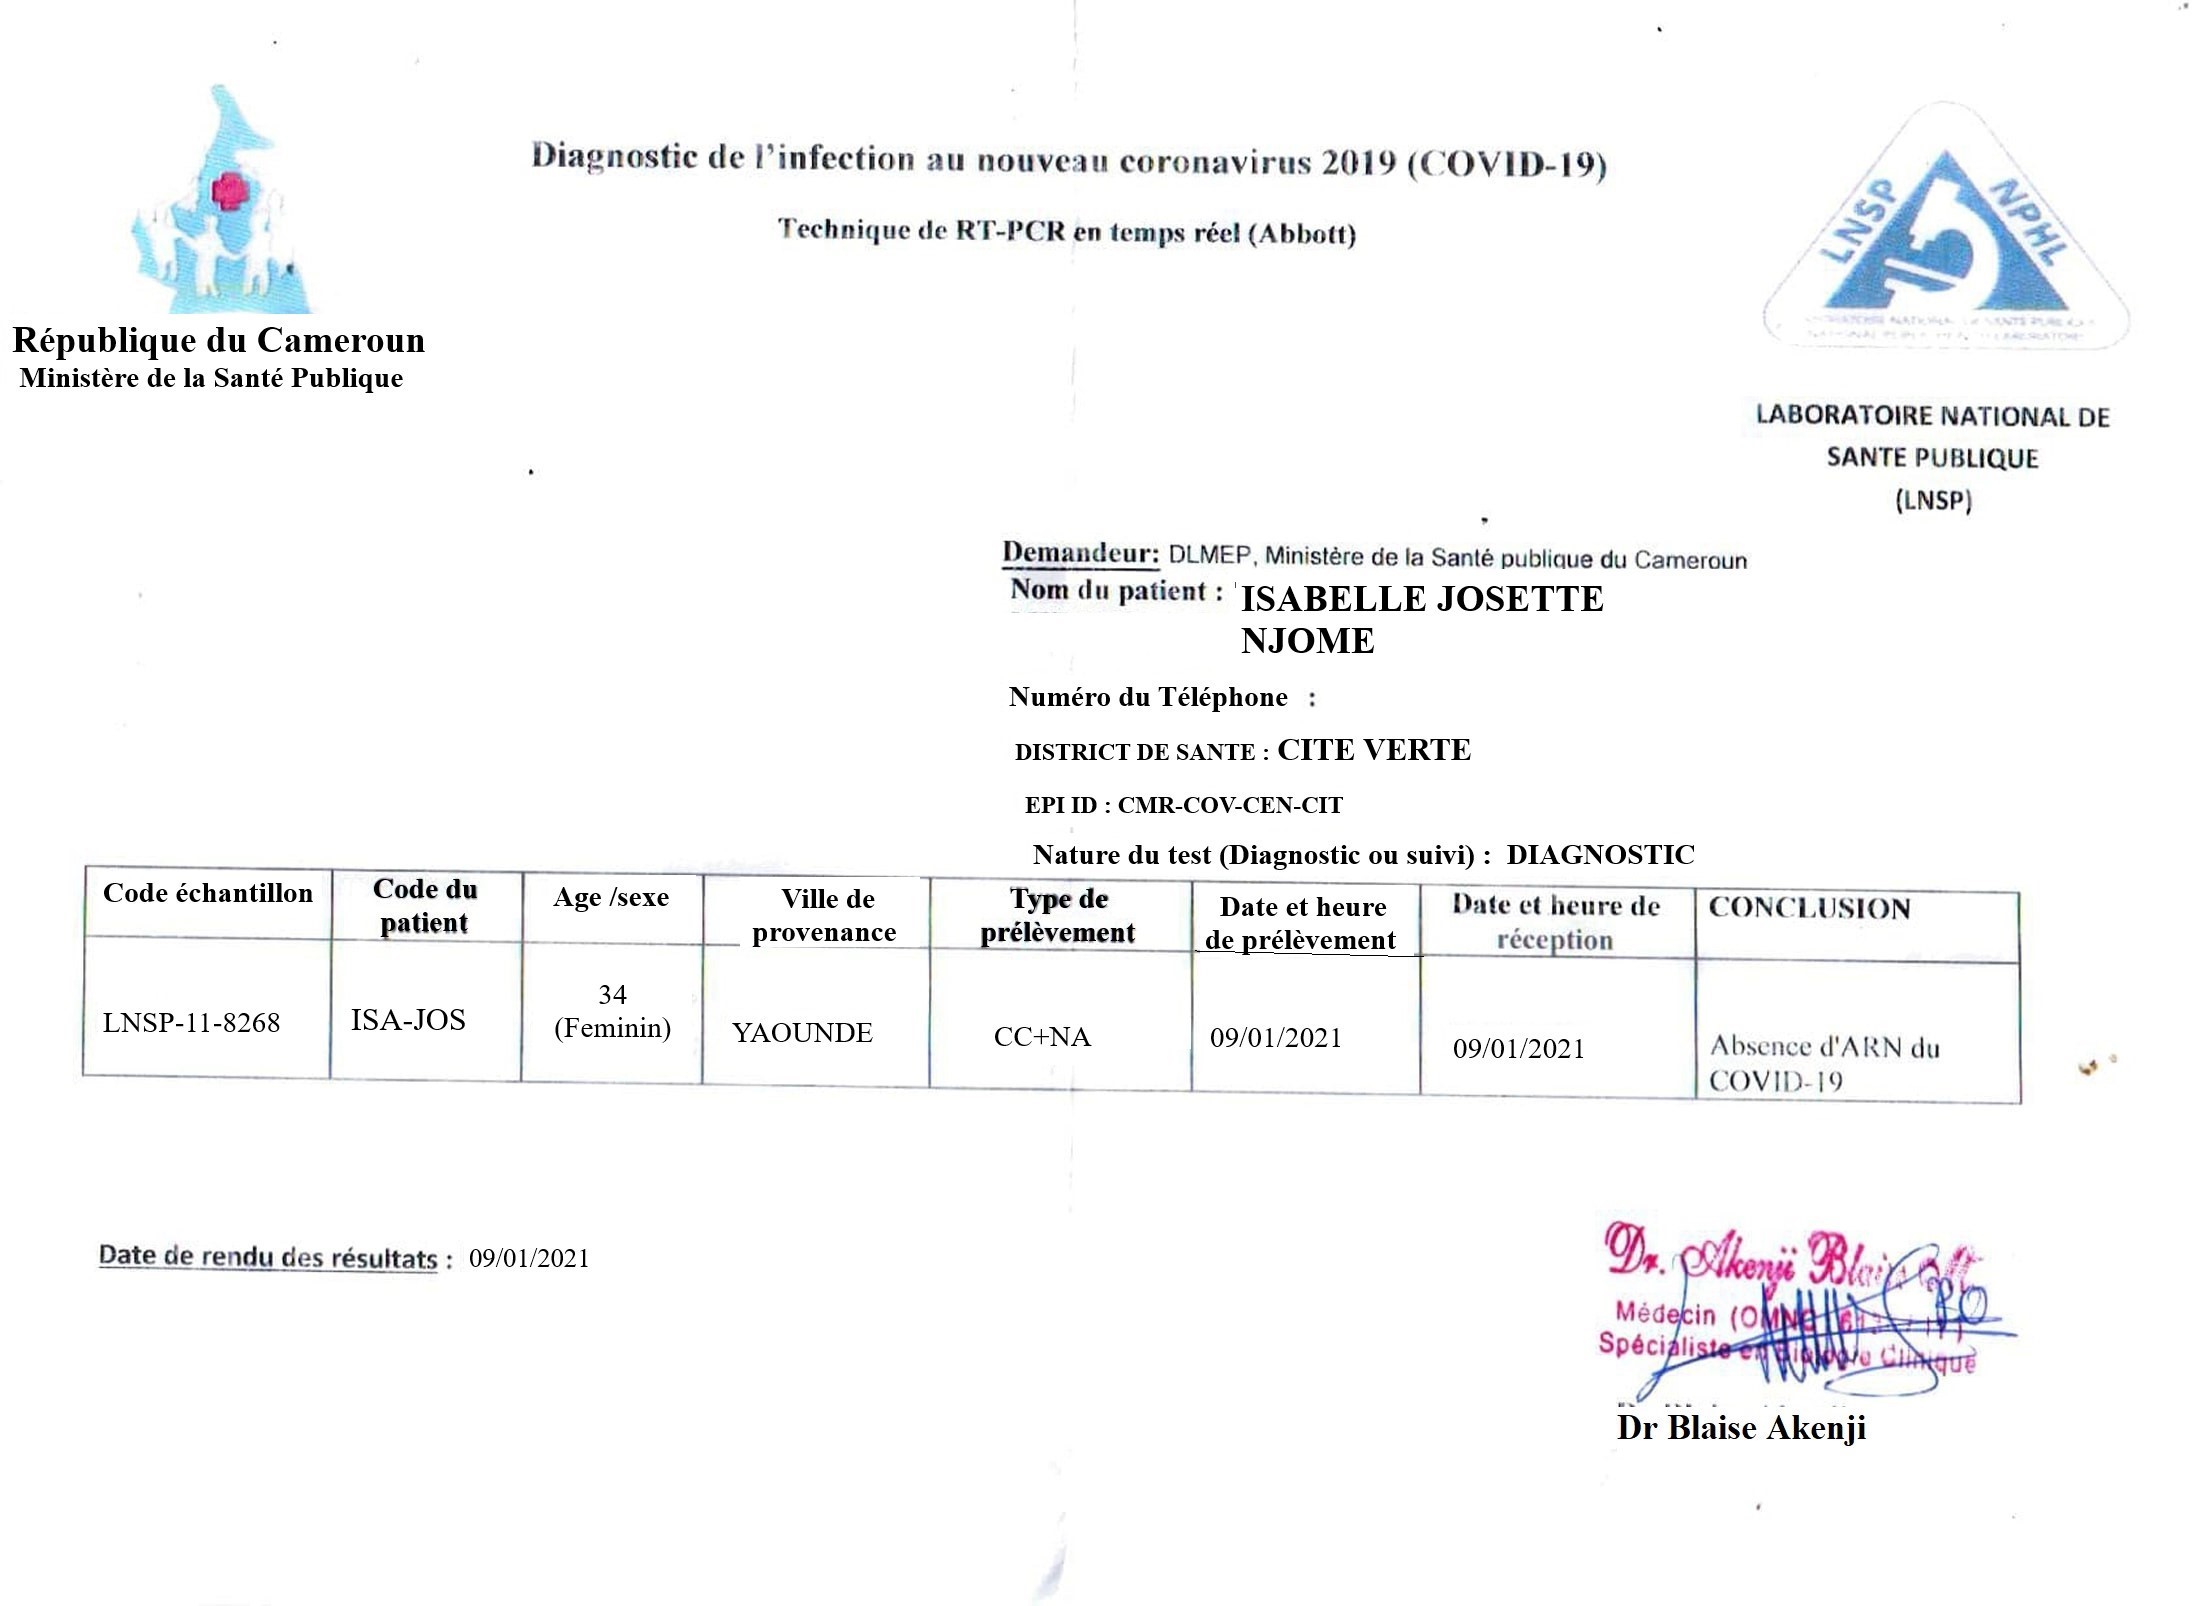 Diagnostic de l'infection au nouveau coronavirus 2019 (COVID-19)
Technique de RT-PCR en temps réel (Abbott)
LNSP NPHL
République du Cameroun
Ministère de la Santé Publique
LABORATOIRE NATIONAL DE
SANTE PUBLIQUE
(LNSP)
Demandeur: DLMEP, Ministère de la Santé publique du Cameroun
Nom du patient : ISABELLE JOSETTE
NJOME
Numéro du Téléphone :
DISTRICT DE SANTE : CITE VERTE
EPI ID : CMR-COV-CEN-CIT
Nature du test (Diagnostic ou suivi) : DIAGNOSTIC
Code échantillon
Code du
patient
Age /sexe
Ville de
provenance
Type de
prélèvement
Date et heure
de prélèvement
Date et heure de
réception
CONCLUSION
LNSP-11-8268
ISA-JOS
34
(Feminin)
YAOUNDE
CC+NA
09/01/2021
09/01/2021
Absence d'ARN du
COVID-19
Date de rendu des résultats : 09/01/2021
Dr. Akenji
Médecin
Spécialiste en Clinique
Dr Blaise Akenji